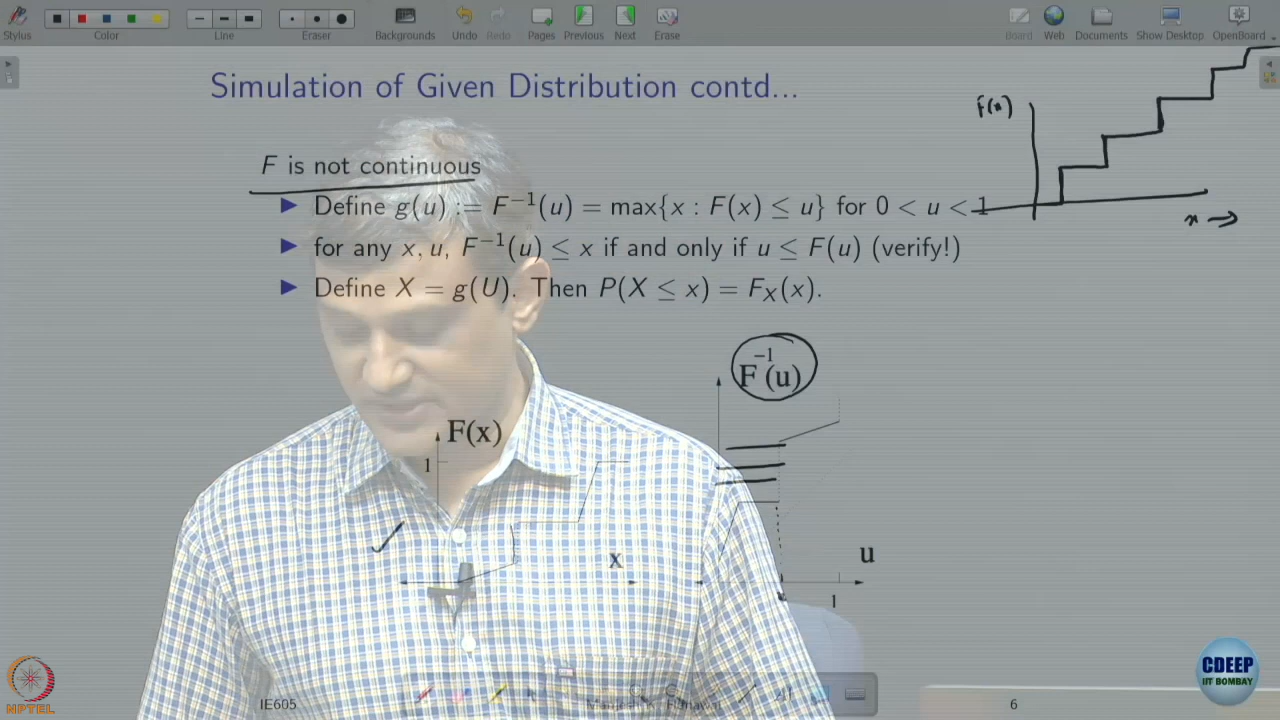 Stylus
Color
Line
Eraser
Backgrounds
Undo
Redo
Pages
Previous
Next
Erase
Board
Web
Documents
Show Desktop
OpenBoard
Simulation of Given Distribution contd...
F(x)
x →
F is not continuous
▶ Define g(u) := F⁻¹(u) = max{x : F(x) ≤ u} for 0 < u < 1
▶ for any x, u, F⁻¹(u) ≤ x if and only if u ≤ F(u) (verify!)
▶ Define X = g(U). Then P(X ≤ x) = F_X(x).
F⁻¹(u)
F(x)
1
x
u
1
IE605
6
NPTEL
CDEEP
IIT BOMBAY